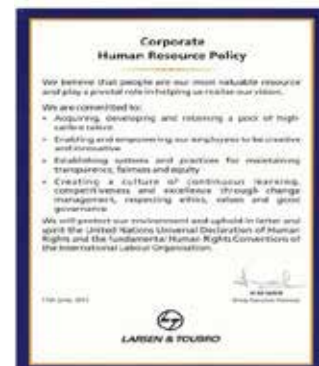 Corporate
Human Resource Policy
We believe that people are our most valuable resource
and play a pivotal role in helping us realise our vision.
We are committed to:
• Acquiring, developing and retaining a pool of high
calibre talent
• Enabling and empowering our employees to be creative
and innovative
• Establishing systems and practices for maintaining
transparency, fairness and equity
• Creating a culture of continuous learning,
competitiveness and excellence through change
management, respecting ethics, values and good
governance
We will protect our environment and uphold in letter and
spirit the United Nations Universal Declaration of Human
Rights and the fundamental Human Rights Conventions of
the International Labour Organisation.
LARSEN & TOUBRO